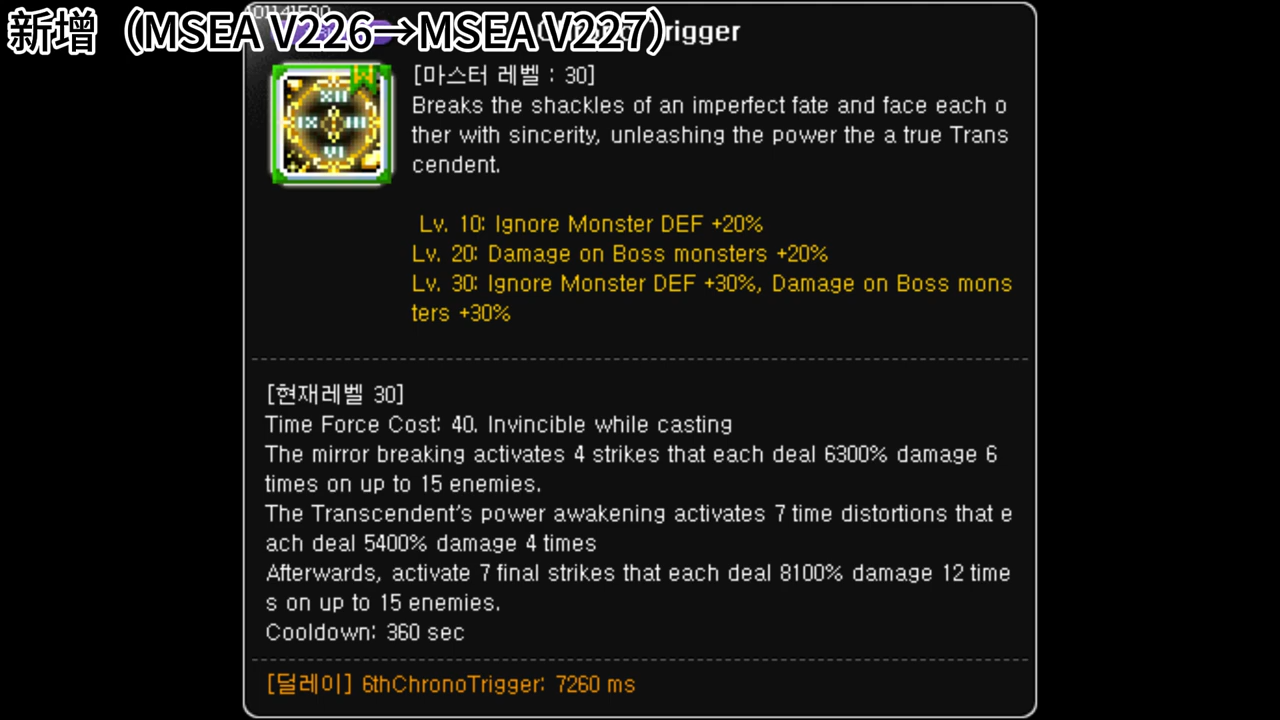 新增（MSEA V226→MSEA V227）
Trigger
XII
IX III
VI
[마스터 레벨 : 30]
Breaks the shackles of an imperfect fate and face each o
ther with sincerity, unleashing the power the a true Trans
cendent.
Lv. 10: Ignore Monster DEF +20%
Lv. 20: Damage on Boss monsters +20%
Lv. 30: Ignore Monster DEF +30%, Damage on Boss mons
ters +30%
[현재레벨 30]
Time Force Cost: 40. Invincible while casting
The mirror breaking activates 4 strikes that each deal 6300% damage 6
times on up to 15 enemies.
The Transcendent's power awakening activates 7 time distortions that e
ach deal 5400% damage 4 times
Afterwards, activate 7 final strikes that each deal 8100% damage 12 time
s on up to 15 enemies.
Cooldown: 360 sec
[딜레이] 6thChronoTrigger: 7260 ms